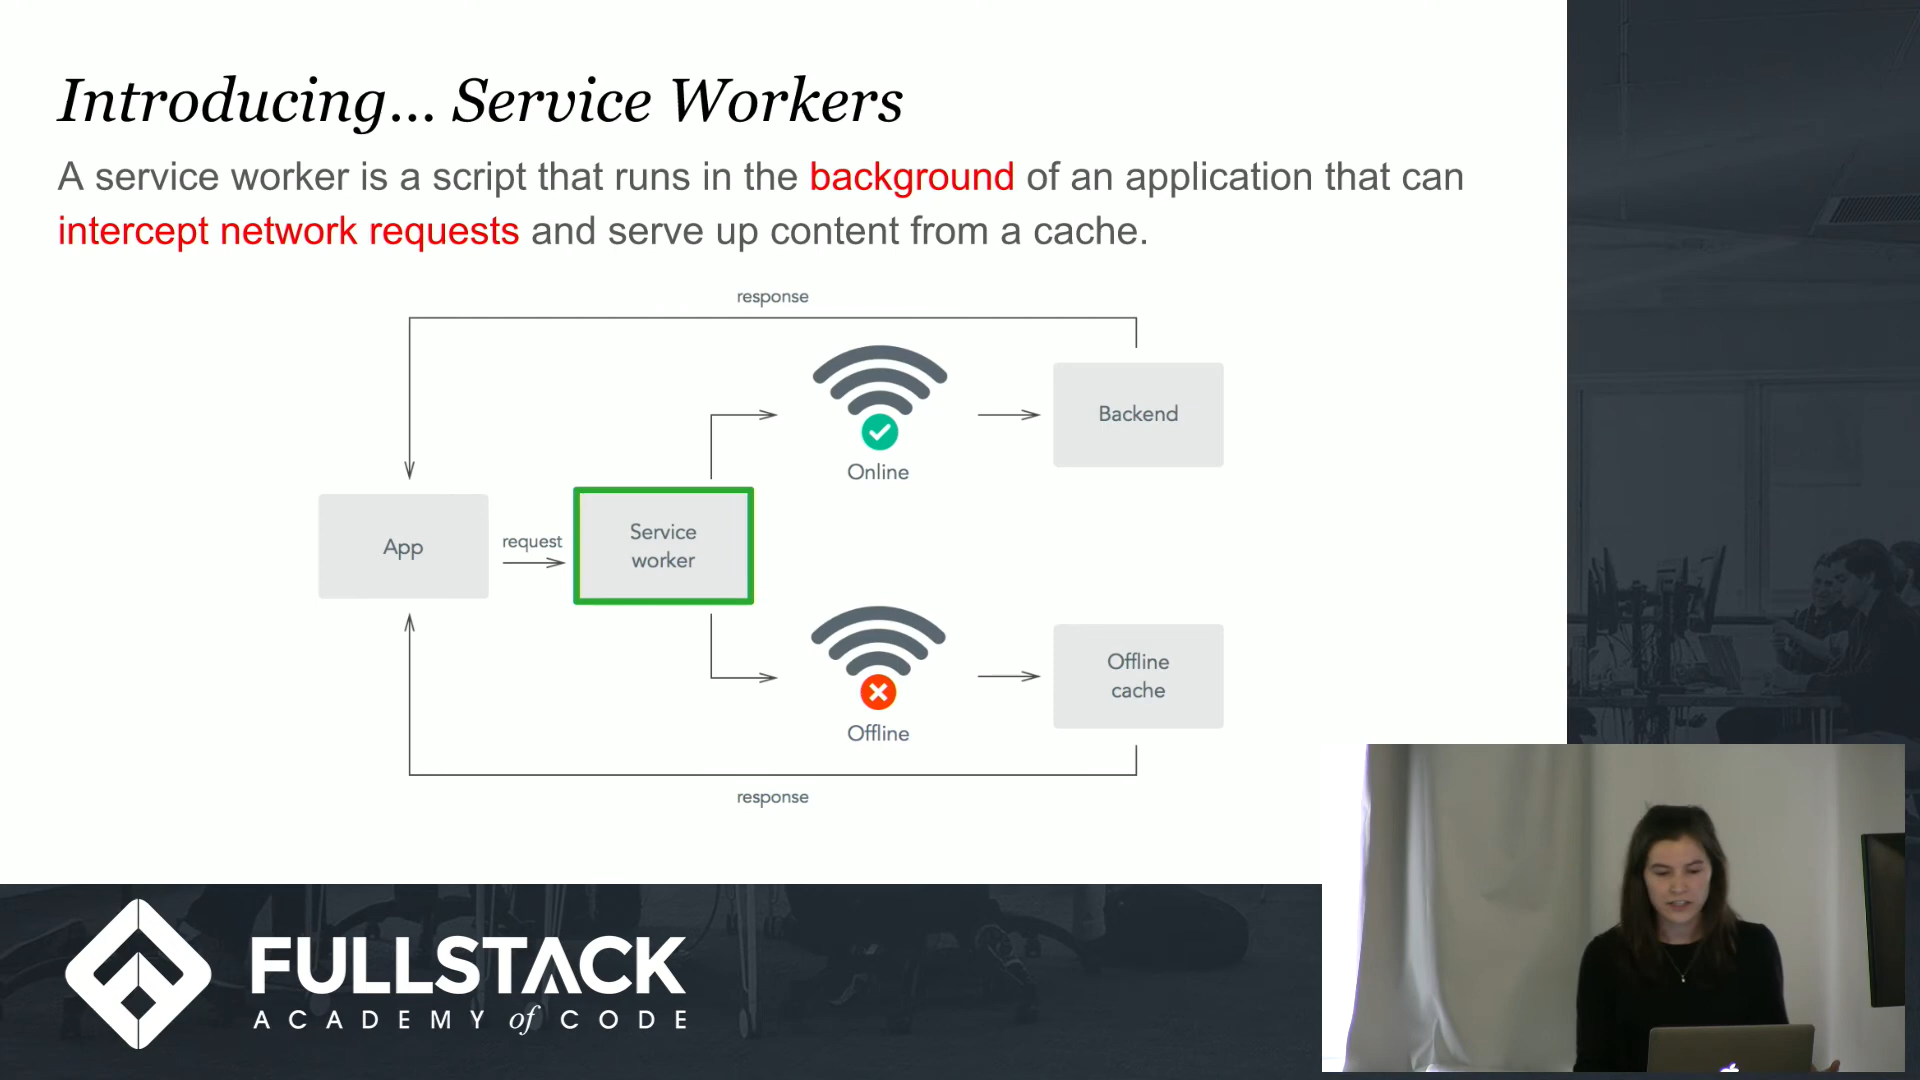 Introducing... Service Workers
A service worker is a script that runs in the background of an application that can
intercept network requests and serve up content from a cache.
response
Online
Backend
App
request
Service
worker
Offline
Offline
cache
response
FULLSTACK
ACADEMY of CODE